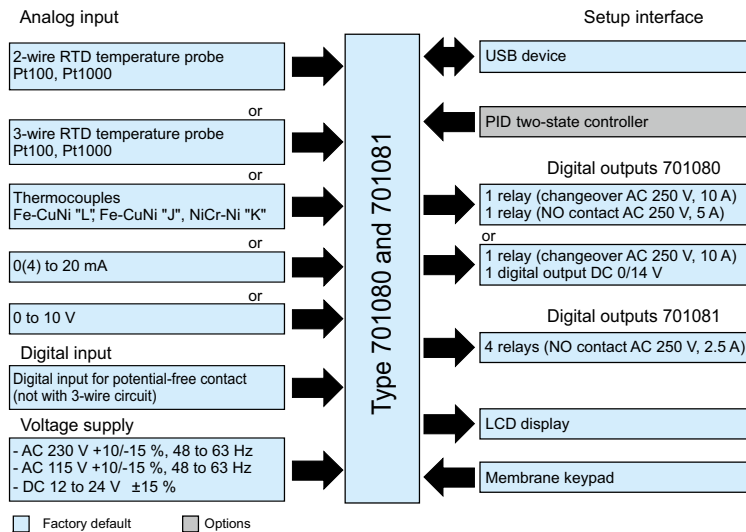 Analog input
2-wire RTD temperature probe
Pt100, Pt1000
or
3-wire RTD temperature probe
Pt100, Pt1000
or
Thermocouples
Fe-CuNi "L", Fe-CuNi "J", NiCr-Ni "K"
or
0(4) to 20 mA
or
0 to 10 V
Digital input
Digital input for potential-free contact
(not with 3-wire circuit)
Voltage supply
- AC 230 V +10/-15 %, 48 to 63 Hz
- AC 115 V +10/-15 %, 48 to 63 Hz
- DC 12 to 24 V ±15 %
Type 701080 and 701081
Setup interface
USB device
PID two-state controller
Digital outputs 701080
1 relay (changeover AC 250 V, 10 A)
1 relay (NO contact AC 250 V, 5 A)
or
1 relay (changeover AC 250 V, 10 A)
1 digital output DC 0/14 V
Digital outputs 701081
4 relays (NO contact AC 250 V, 2.5 A)
LCD display
Membrane keypad
Factory default
Options